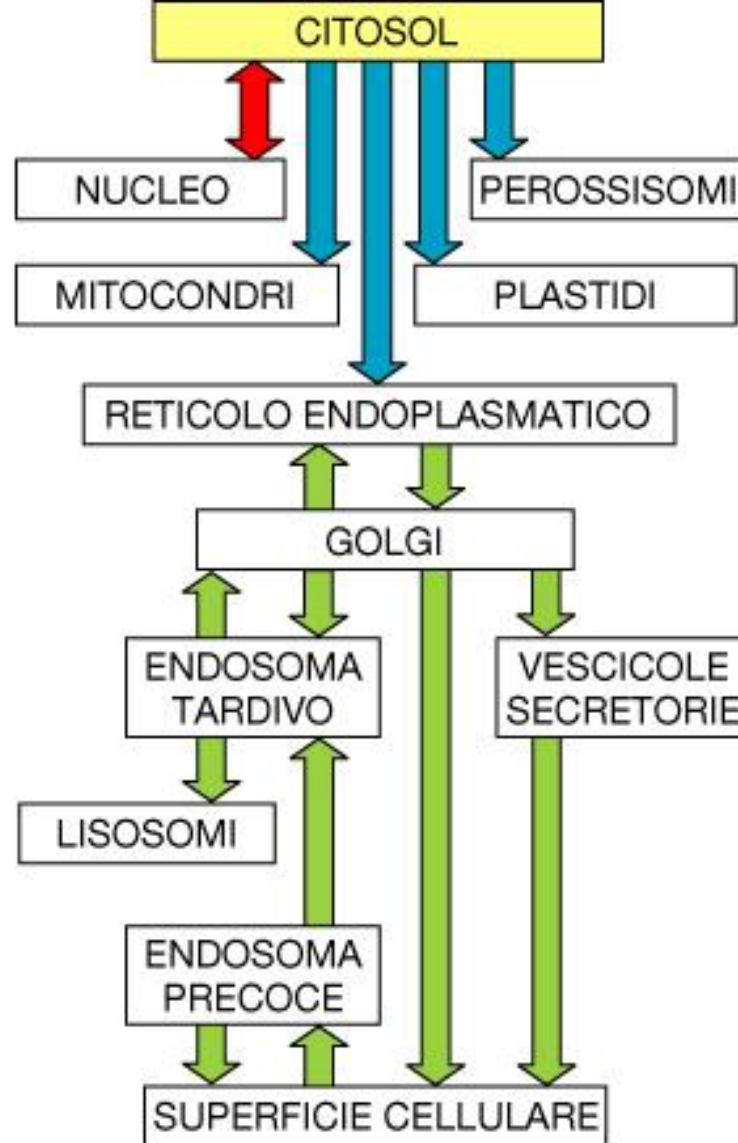 CITOSOL
NUCLEO
PEROSSISOMI
MITOCONDRI
PLASTIDI
RETICOLO ENDOPLASMATICO
GOLGI
ENDOSOMA
TARDIVO
VESCICOLE
SECRETORIE
LISOSOMI
ENDOSOMA
PRECOCE
SUPERFICIE CELLULARE